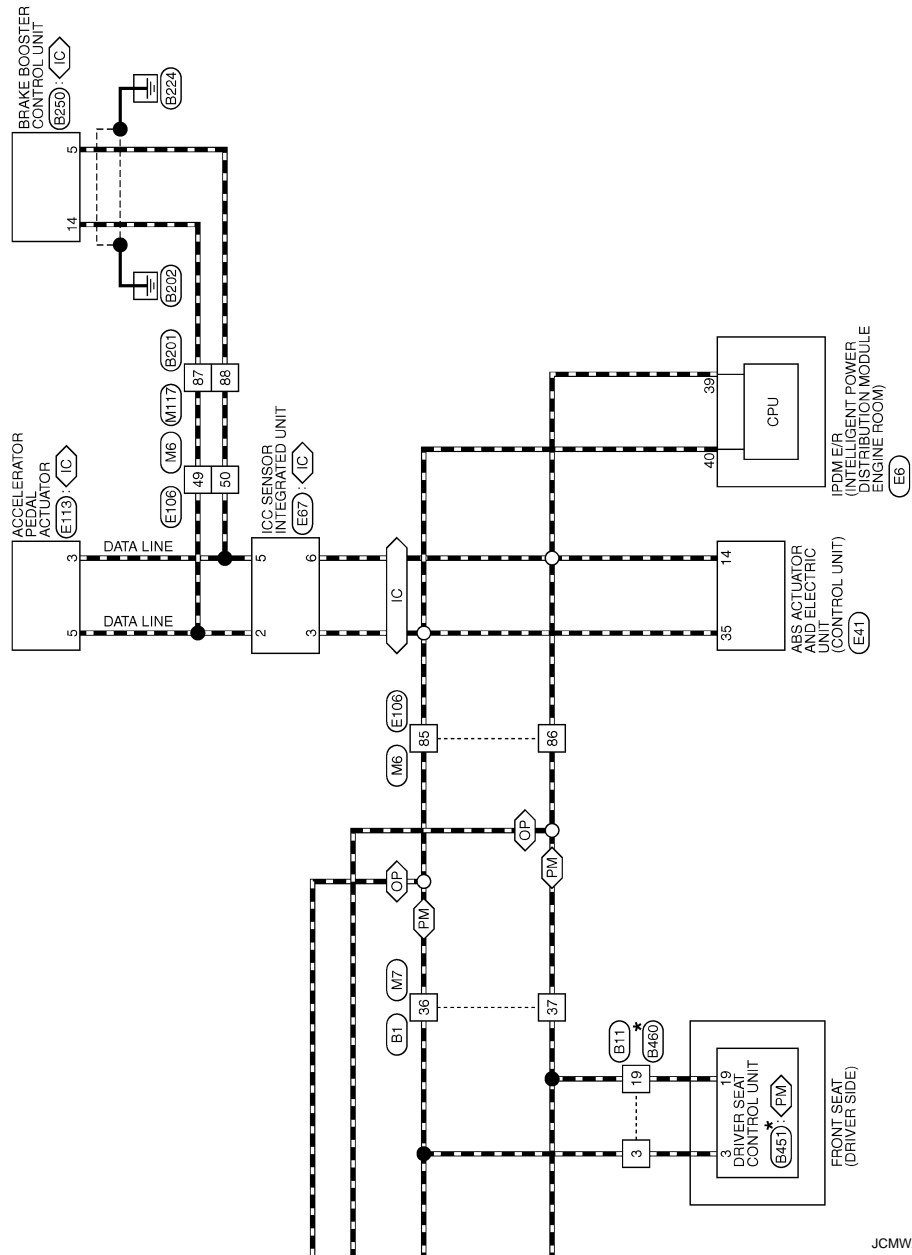 BRAKE BOOSTER
CONTROL UNIT
B250 : IC
5
14
B224
B202
B201
87
88
M117
M6
49
50
E106
ACCELERATOR
PEDAL
ACTUATOR
E113 : IC
3
5
DATA LINE
DATA LINE
ICC SENSOR
INTEGRATED UNIT
E67 : IC
5
2
6
3
IC
39
40
CPU
IPDM E/R
(INTELLIGENT POWER
DISTRIBUTION MODULE
ENGINE ROOM)
E6
14
35
ABS ACTUATOR
AND ELECTRIC
UNIT
(CONTROL UNIT)
E41
E106
M6
85
86
OP
OP
PM
PM
M7
B1
36
37
B11
*
B460
19
3
19
3
DRIVER SEAT
CONTROL UNIT
*
B451 : PM
FRONT SEAT
(DRIVER SIDE)
JCMW